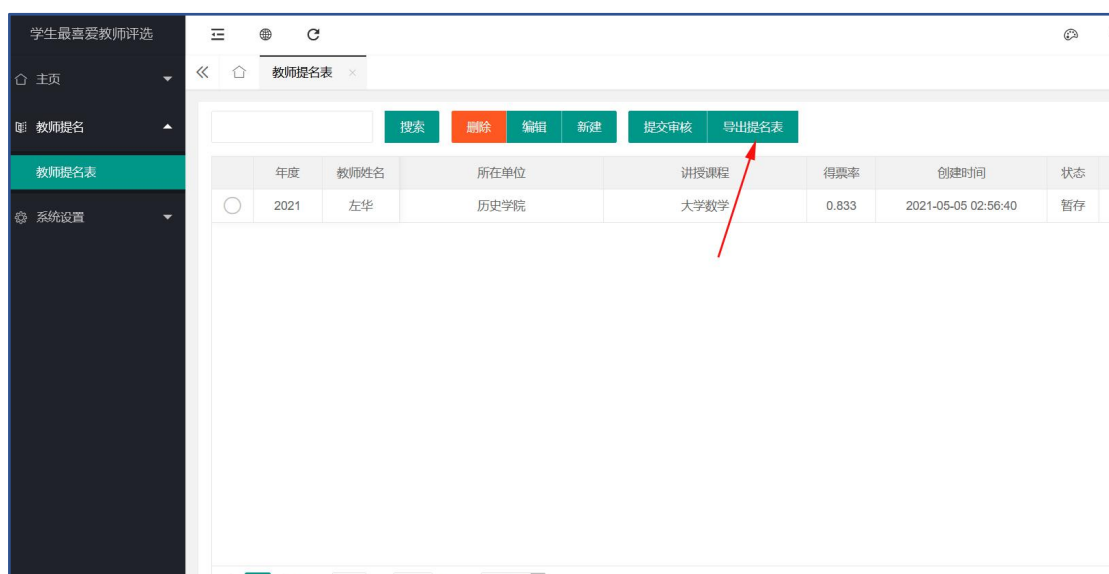 学生最喜爱教师评选
主页
教师提名表
教师提名
搜索 删除 编辑 新建 提交审核 导出提名表
教师提名表
年度 教师姓名 所在单位 讲授课程 得票率 创建时间 状态
系统设置
2021 左华 历史学院 大学数学 0.833 2021-05-05 02:56:40 暂存